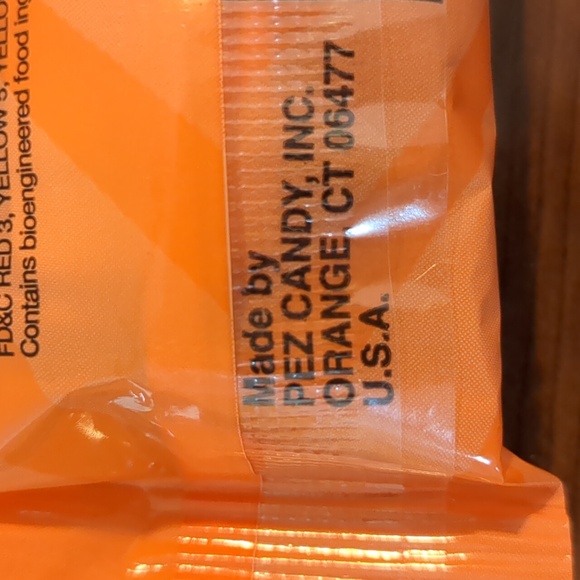 FD&C RED 3, YELLOW 5, YELLO
Contains bioengineered food ing
Made by
PEZ CANDY, INC.
ORANGE, CT 06477
U.S.A.